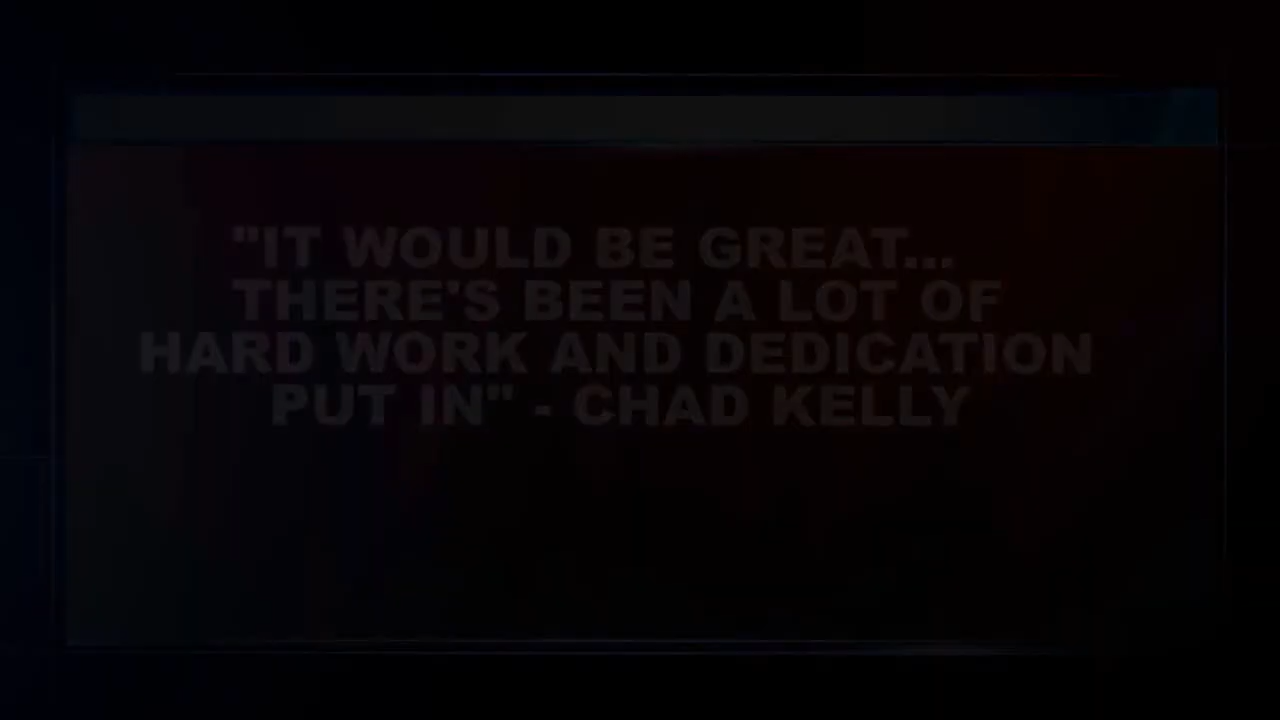 "IT WOULD BE GREAT...
THERE'S BEEN A LOT OF
HARD WORK AND DEDICATION
PUT IN" - CHAD KELLY